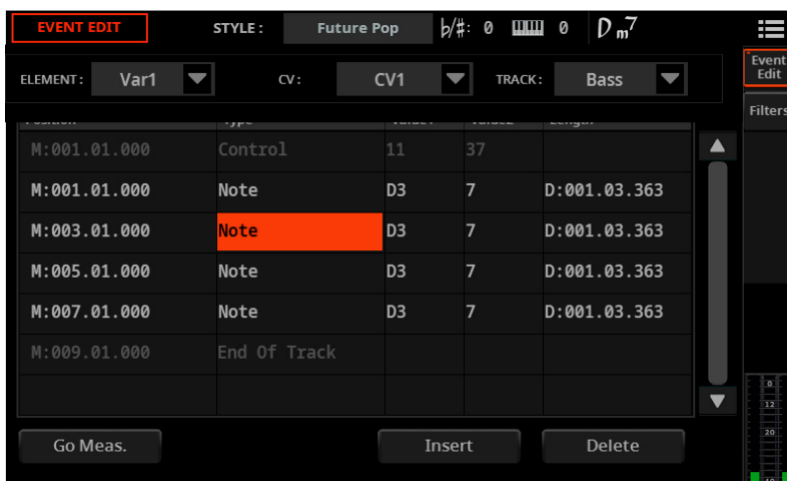 EVENT EDIT STYLE : Future Pop b/#: 0 0 D m7
Event Edit
ELEMENT : Var1 CV : CV1 TRACK : Bass
Filters
M:001.01.000 Control 11 37
M:001.01.000 Note D3 7 D:001.03.363
M:003.01.000 Note D3 7 D:001.03.363
M:005.01.000 Note D3 7 D:001.03.363
M:007.01.000 Note D3 7 D:001.03.363
M:009.01.000 End Of Track
0
12
20
Go Meas. Insert Delete